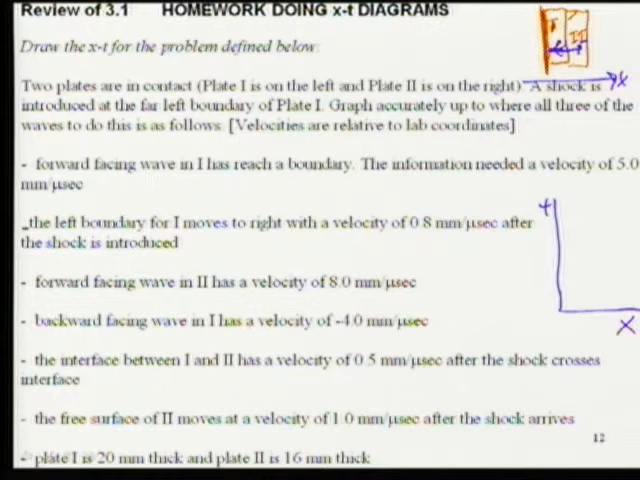 Review of 3.1 HOMEWORK DOING x-t DIAGRAMS
Draw the x-t for the problem defined below:
I II
Two plates are in contact (Plate I is on the left and Plate II is on the right) A shock is
x
introduced at the far left boundary of Plate I. Graph accurately up to where all three of the
waves to do this is as follows: [Velocities are relative to lab coordinates]
- forward facing wave in I has reach a boundary. The information needed a velocity of 5.0
mm/μsec
- the left boundary for I moves to right with a velocity of 0.8 mm/μsec after
the shock is introduced
t
- forward facing wave in II has a velocity of 8.0 mm/μsec
- backward facing wave in I has a velocity of -4.0 mm/μsec
x
- the interface between I and II has a velocity of 0.5 mm/μsec after the shock crosses
interface
- the free surface of II moves at a velocity of 1.0 mm/μsec after the shock arrives
12
- plate I is 20 mm thick and plate II is 16 mm thick